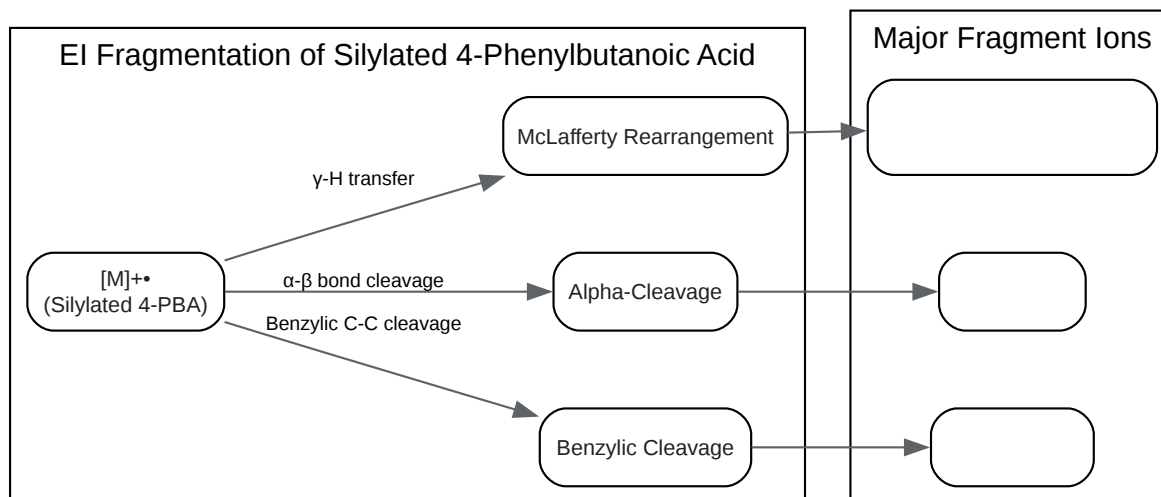 EI Fragmentation of Silylated 4-Phenylbutanoic Acid
Major Fragment Ions
McLafferty Rearrangement
γ-H transfer
[M]+•
(Silylated 4-PBA)
α-β bond cleavage
Alpha-Cleavage
Benzylic C-C cleavage
Benzylic Cleavage